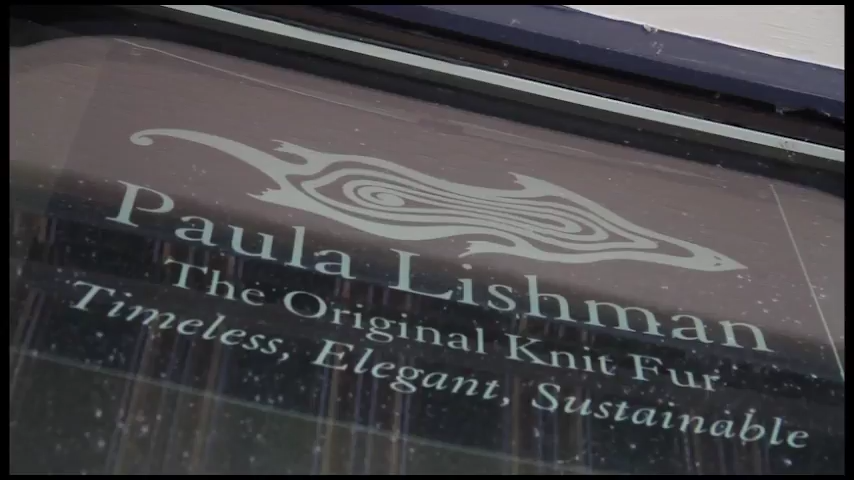 Paula Lishman
The Original Knit Fur
Timeless, Elegant, Sustainable